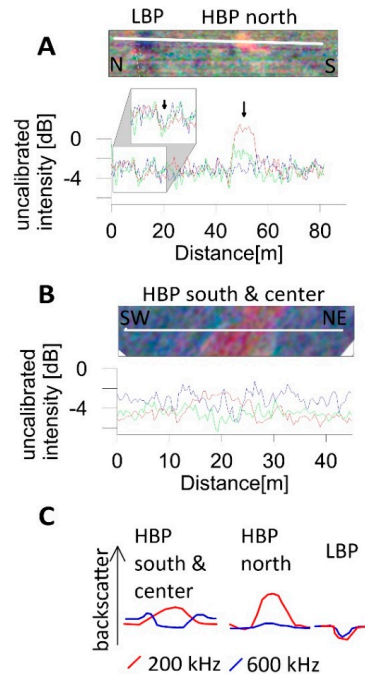 LBP HBP north
A
N S
uncalibrated
intensity [dB]
0
-4
0 20 40 60 80
Distance[m]
B
HBP south & center
SW NE
uncalibrated
intensity [dB]
0
-4
0 10 20 30 40
Distance[m]
C
backscatter
HBP
south &
center
HBP
north
LBP
200 kHz 600 kHz